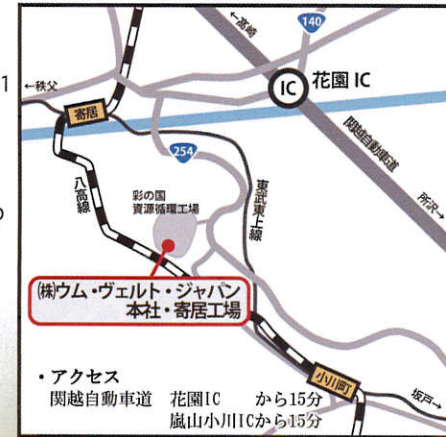 140
←高崎
IC
花園 IC
1
←秩父
寄居
関越自動車道
254
八高線
彩の国
資源循環工場
東武東上線
所沢→
㈱ウム・ヴェルト・ジャパン
本社・寄居工場
小川町
坂戸→
・アクセス
関越自動車道 花園IC から15分
嵐山小川ICから15分